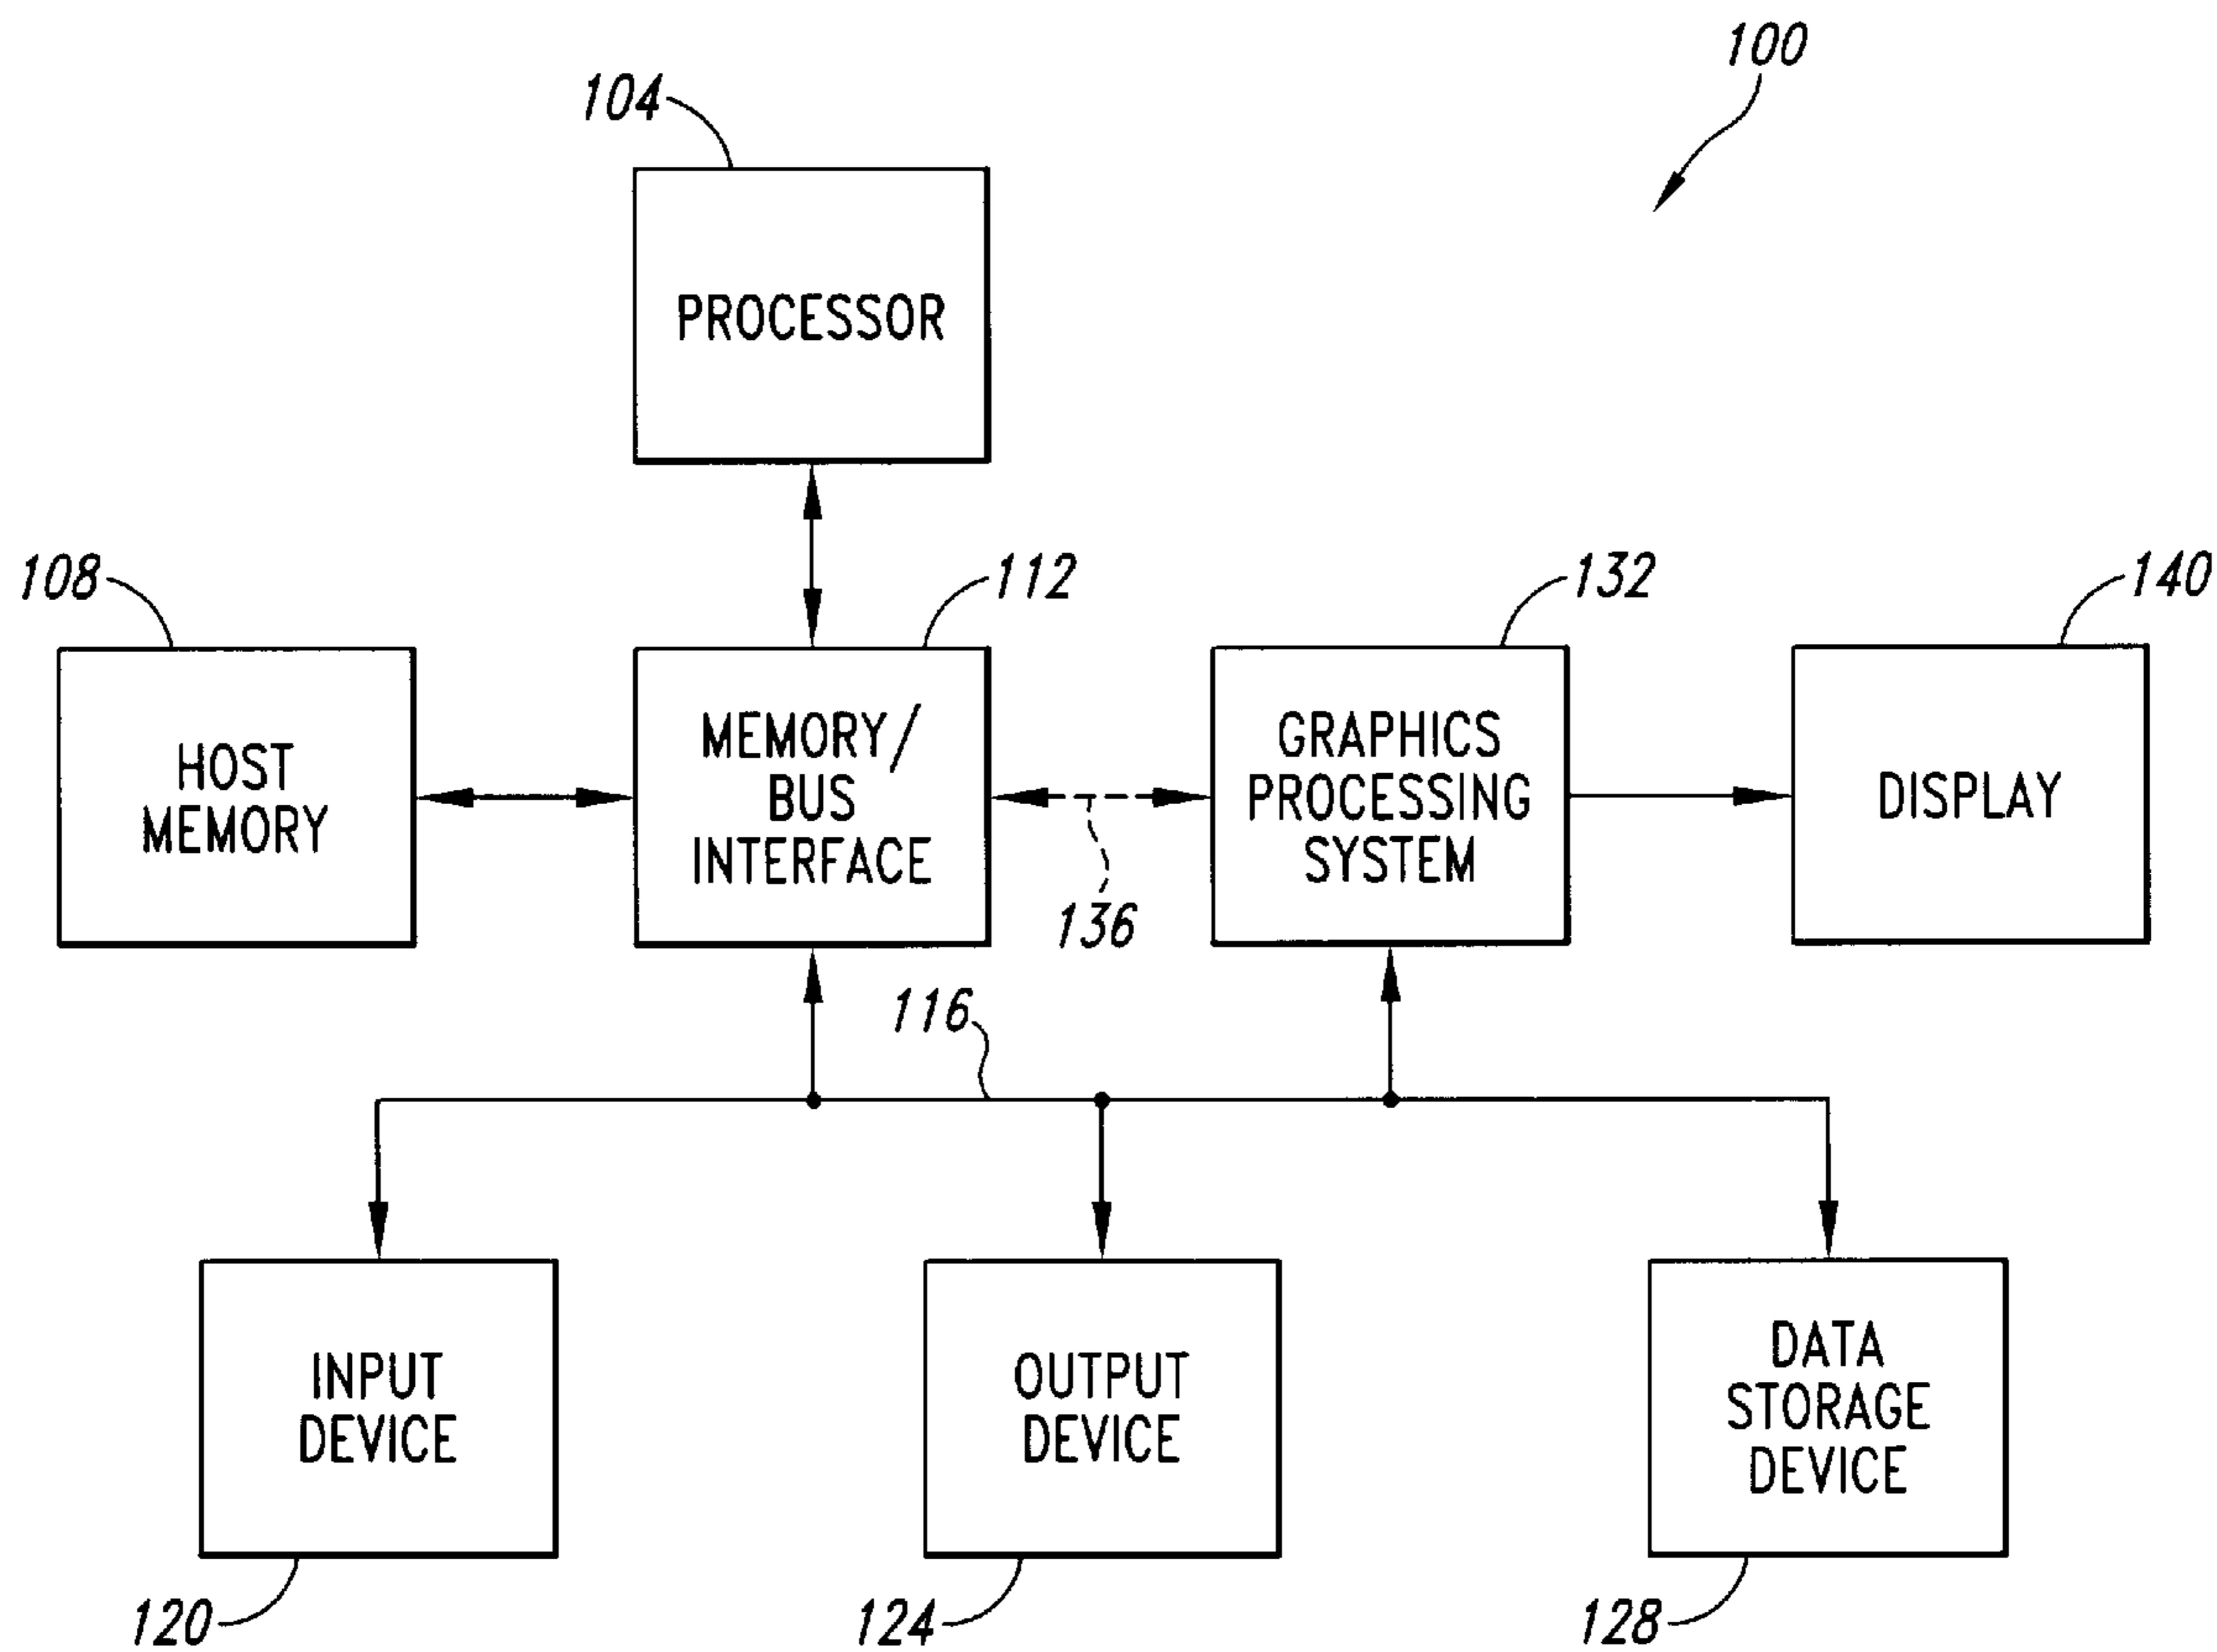 100
104
PROCESSOR
108
112
132
140
HOST
MEMORY
MEMORY/
BUS
INTERFACE
GRAPHICS
PROCESSING
SYSTEM
DISPLAY
136
116
INPUT
DEVICE
OUTPUT
DEVICE
DATA
STORAGE
DEVICE
120
124
128